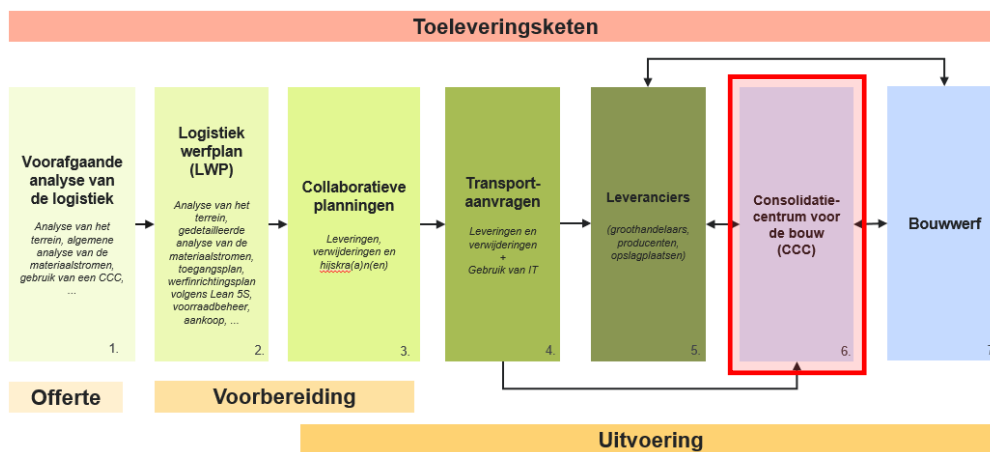 Toeleveringsketen
Voorafgaande
analyse van
de logistiek
Analyse van het
terrein, algemene
analyse van de
materiaalstromen,
gebruik van een CCC,
...
1.
Logistiek
werfplan
(LWP)
Analyse van het
terrein,
gedetailleerde
analyse van de
materiaalstromen,
toegangsplan,
werfinrichtingsplan
volgens Lean 5S,
voorraadbeheer,
aankoop, ...
2.
Collaboratieve
planningen
Leveringen,
verwijderingen en
hijskra(a)n(en)
3.
Transport-
aanvragen
Leveringen en
verwijderingen
+
Gebruik van IT
4.
Leveranciers
(groothandelaars,
producenten,
opslagplaatsen)
5.
Consolidatie-
centrum voor
de bouw
(CCC)
6.
Bouwwerf
7
Offerte
Voorbereiding
Uitvoering